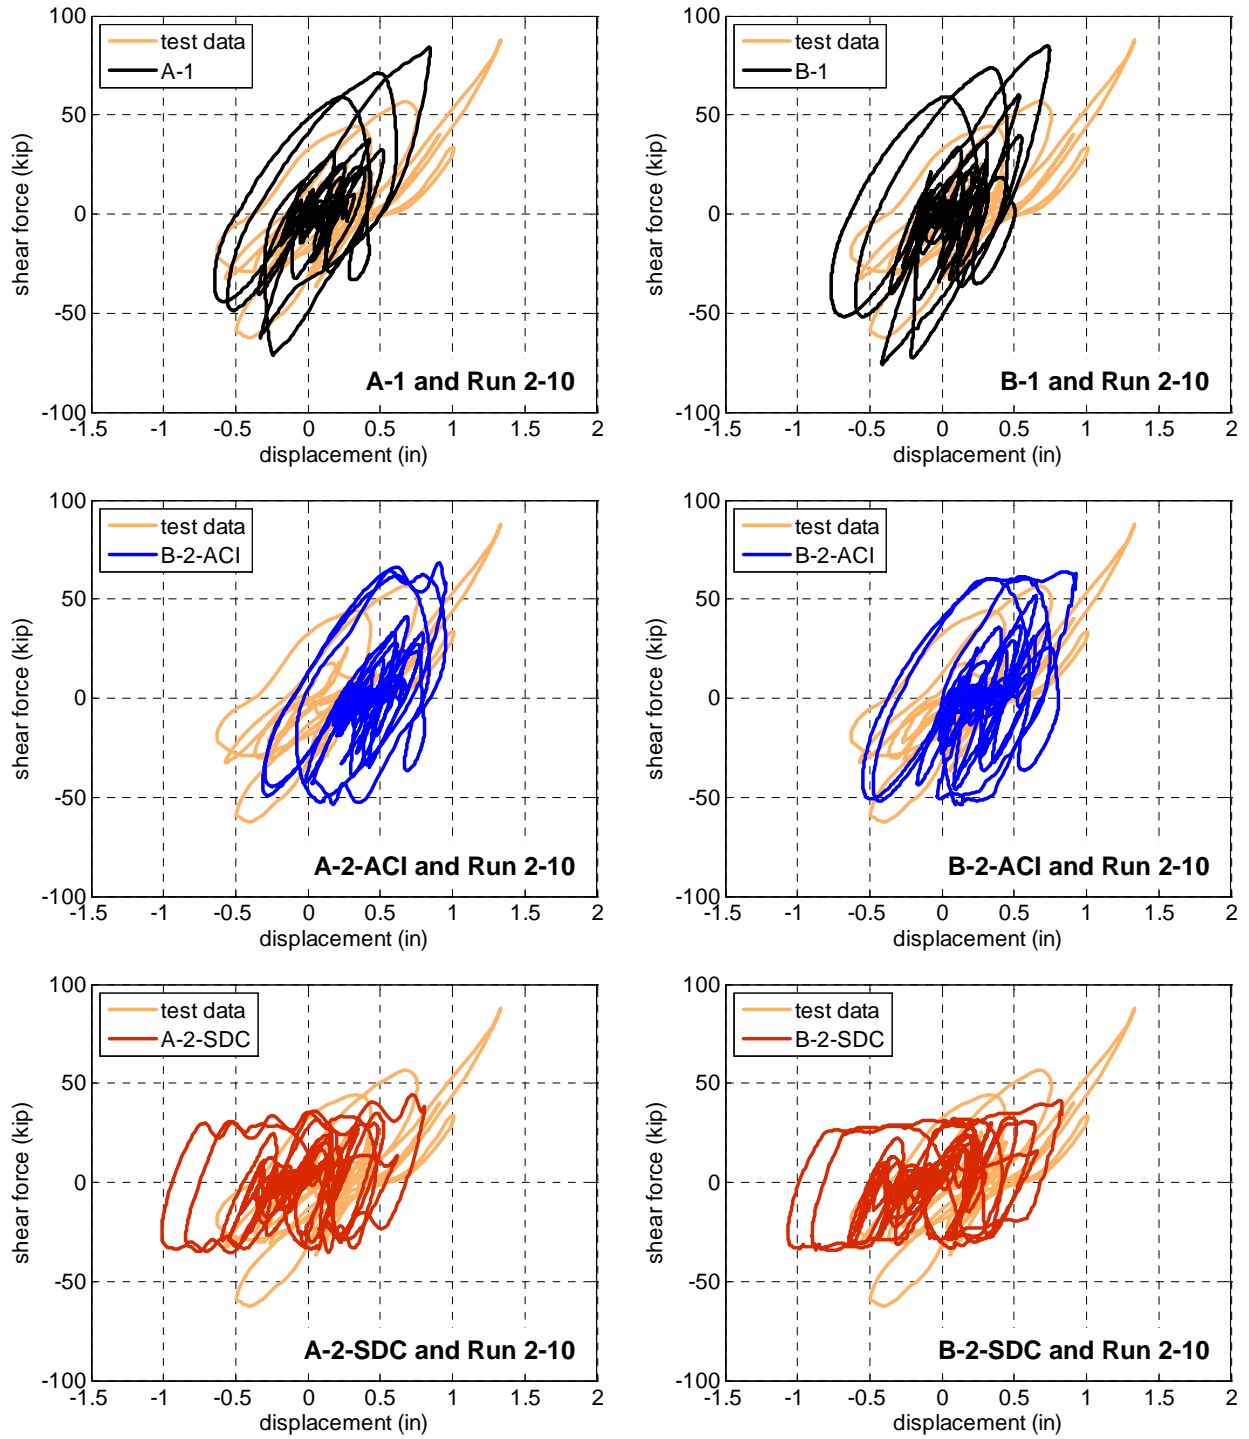 test data
A-1
100
50
0
-50
-100
shear force (kip)
A-1 and Run 2-10
-1.5 -1 -0.5 0 0.5 1 1.5 2
displacement (in)
test data
B-1
100
50
0
-50
-100
shear force (kip)
B-1 and Run 2-10
-1.5 -1 -0.5 0 0.5 1 1.5 2
displacement (in)
test data
B-2-ACI
100
50
0
-50
-100
shear force (kip)
A-2-ACI and Run 2-10
-1.5 -1 -0.5 0 0.5 1 1.5 2
displacement (in)
test data
B-2-ACI
100
50
0
-50
-100
shear force (kip)
B-2-ACI and Run 2-10
-1.5 -1 -0.5 0 0.5 1 1.5 2
displacement (in)
test data
A-2-SDC
100
50
0
-50
-100
shear force (kip)
A-2-SDC and Run 2-10
-1.5 -1 -0.5 0 0.5 1 1.5 2
displacement (in)
test data
B-2-SDC
100
50
0
-50
-100
shear force (kip)
B-2-SDC and Run 2-10
-1.5 -1 -0.5 0 0.5 1 1.5 2
displacement (in)